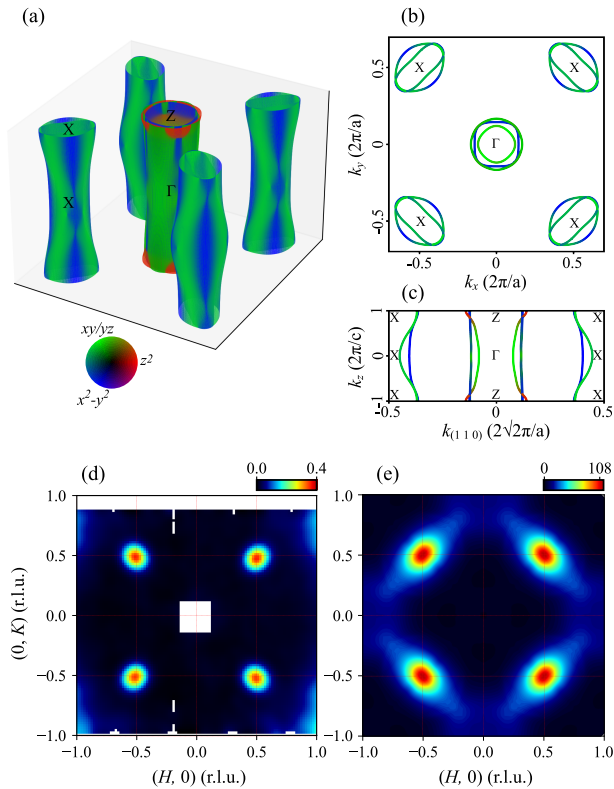 (a)
X
X
Z
Γ
xy/yz
z²
x²-y²
(b)
0.5
0
-0.5
k_y (2π/a)
X
X
Γ
X
X
-0.5
0
0.5
k_x (2π/a)
(c)
1
0
-1
k_z (2π/c)
X
Z
X
X
Γ
X
X
Z
X
-0.5
0
0.5
k_(1 1 0) (2√2π/a)
(d)
0.0
0.4
1.0
0.5
0.0
−0.5
−1.0
(0, K) (r.l.u.)
−1.0
−0.5
0.0
0.5
1.0
(H, 0) (r.l.u.)
(e)
0
108
1.0
0.5
0.0
−0.5
−1.0
−1.0
−0.5
0.0
0.5
1.0
(H, 0) (r.l.u.)